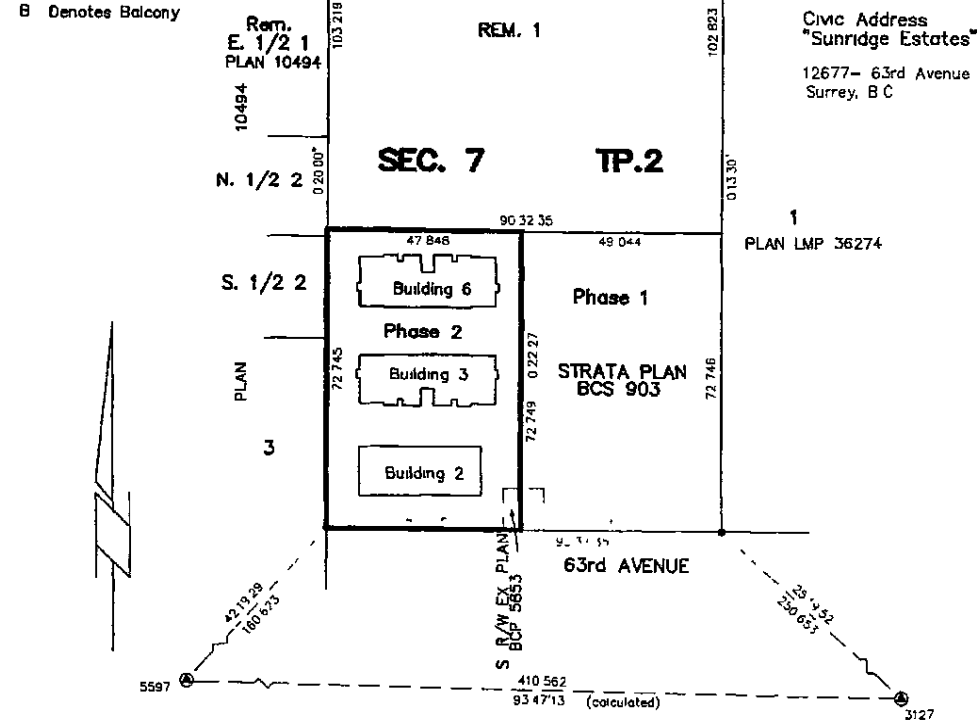 B Denotes Balcony
Rem.
E. 1/2 1
PLAN 10494
10494
103 219
REM. 1
102 823
Civic Address
"Sunridge Estates"
12677- 63rd Avenue
Surrey, B C
N. 1/2 2
0 20 00"
SEC. 7
TP.2
0 13 30"
1
PLAN LMP 36274
90 32 35
47 846
49 044
S. 1/2 2
Building 6
Phase 1
Phase 2
PLAN
72 745
Building 3
0 22 27
72 749
STRATA PLAN
BCS 903
72 746
3
Building 2
S R/W EX PLAN
BCP 5653
63rd AVENUE
42 19 29
160 623
250 653
5597
410 562
93 47'13 (calculated)
3127